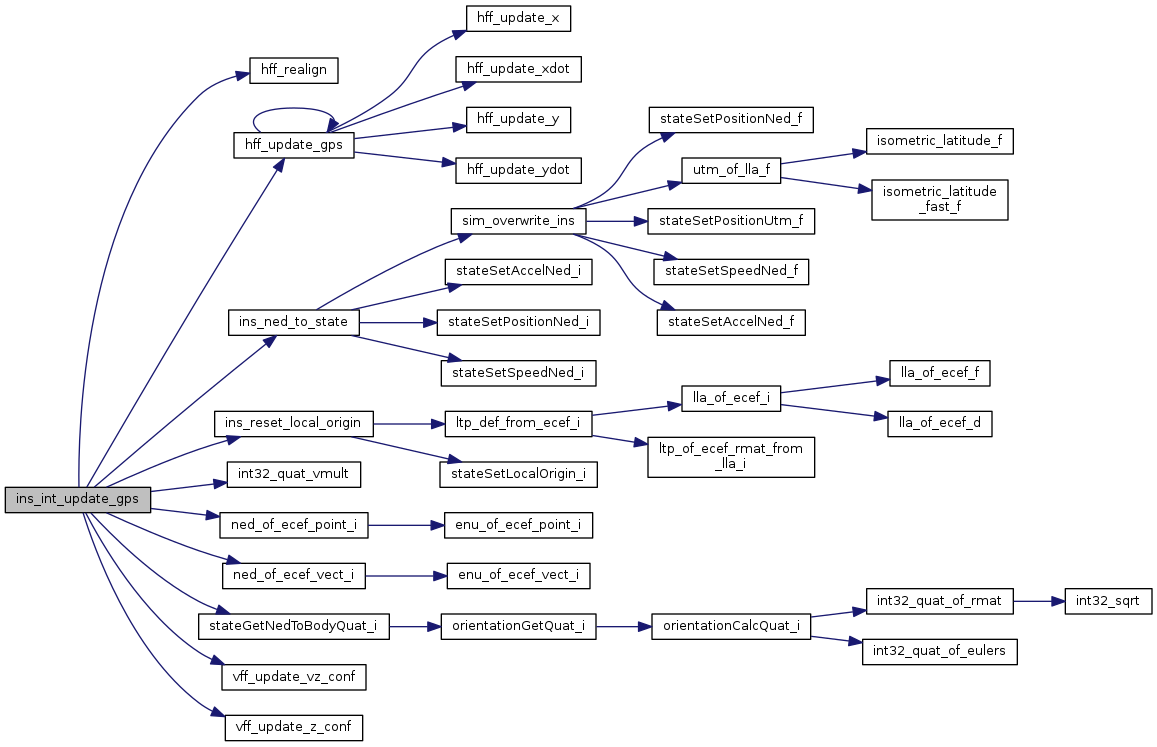 hff_update_x
hff_realign
hff_update_xdot
stateSetPositionNed_f
hff_update_y
isometric_latitude_f
hff_update_gps
utm_of_lla_f
hff_update_ydot
isometric_latitude
_fast_f
sim_overwrite_ins
stateSetPositionUtm_f
stateSetAccelNed_i
stateSetSpeedNed_f
ins_ned_to_state
stateSetPositionNed_i
stateSetAccelNed_f
stateSetSpeedNed_i
lla_of_ecef_f
lla_of_ecef_i
ins_reset_local_origin
ltp_def_from_ecef_i
lla_of_ecef_d
ltp_of_ecef_rmat_from
_lla_i
int32_quat_vmult
stateSetLocalOrigin_i
ins_int_update_gps
ned_of_ecef_point_i
enu_of_ecef_point_i
ned_of_ecef_vect_i
enu_of_ecef_vect_i
int32_quat_of_rmat
int32_sqrt
stateGetNedToBodyQuat_i
orientationGetQuat_i
orientationCalcQuat_i
int32_quat_of_eulers
vff_update_vz_conf
vff_update_z_conf